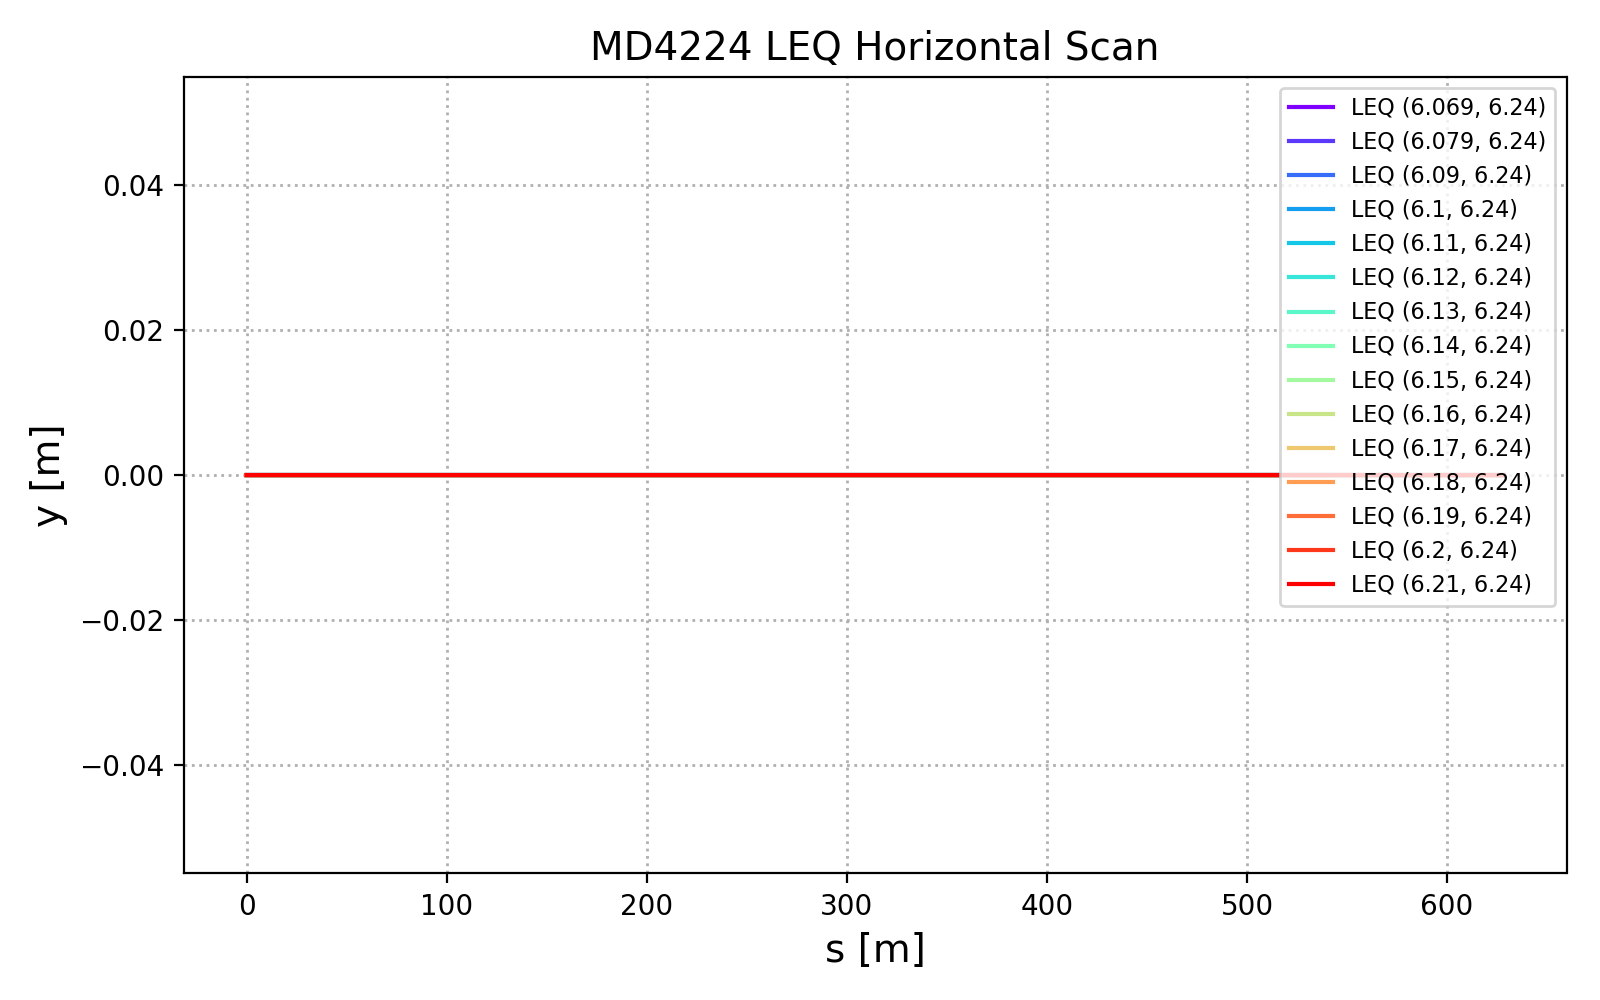 MD4224 LEQ Horizontal Scan
LEQ (6.069, 6.24)
LEQ (6.079, 6.24)
LEQ (6.09, 6.24)
LEQ (6.1, 6.24)
LEQ (6.11, 6.24)
LEQ (6.12, 6.24)
LEQ (6.13, 6.24)
LEQ (6.14, 6.24)
LEQ (6.15, 6.24)
LEQ (6.16, 6.24)
LEQ (6.17, 6.24)
LEQ (6.18, 6.24)
LEQ (6.19, 6.24)
LEQ (6.2, 6.24)
LEQ (6.21, 6.24)
y [m]
0.04
0.02
0.00
−0.02
−0.04
0 100 200 300 400 500 600
s [m]